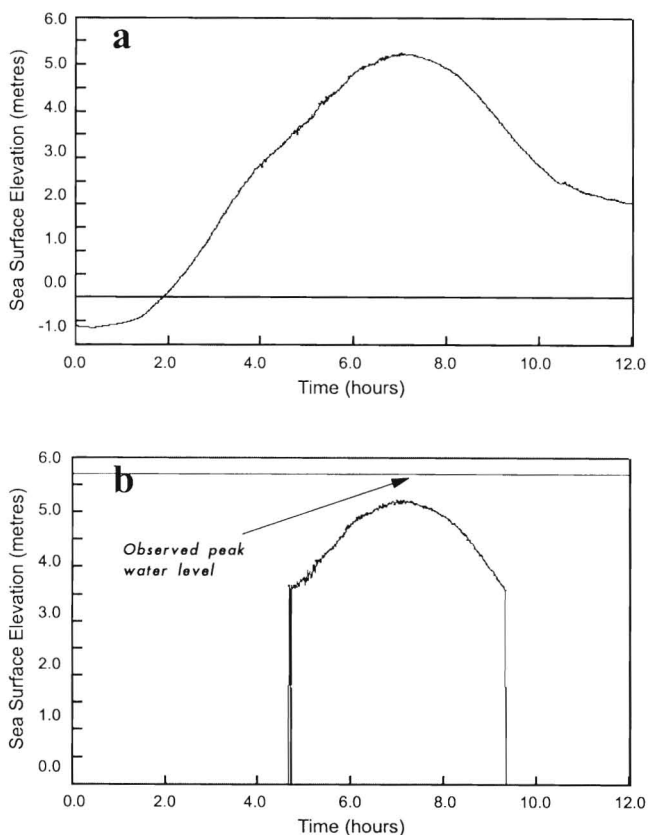 a
Sea Surface Elevation (metres)
6.0
5.0
4.0
3.0
2.0
1.0
0.0
-1.0
0.0 2.0 4.0 6.0 8.0 10.0 12.0
Time (hours)
b
Sea Surface Elevation (metres)
6.0
5.0
4.0
3.0
2.0
1.0
0.0
Observed peak
water level
0.0 2.0 4.0 6.0 8.0 10.0 12.0
Time (hours)